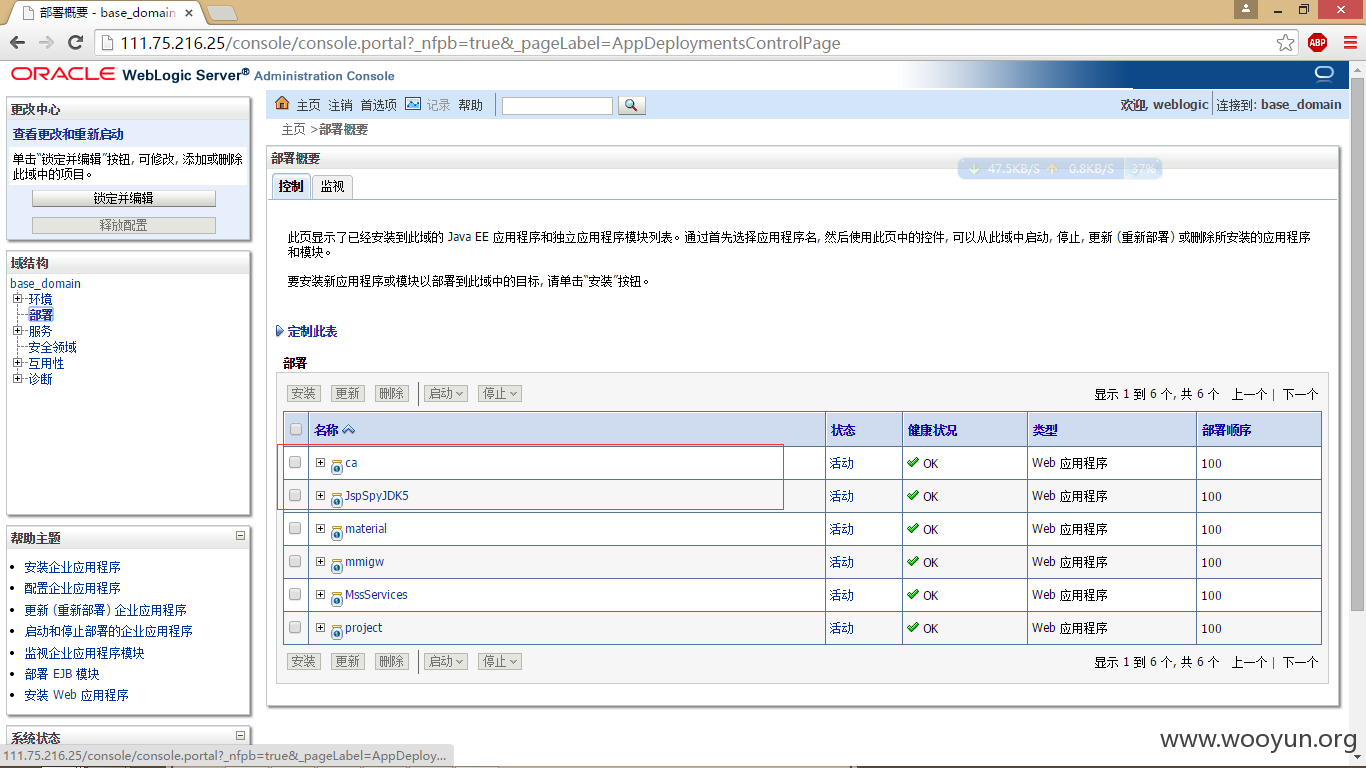 部署概要 - base_domain
111.75.216.25/console/console.portal?_nfpb=true&_pageLabel=AppDeploymentsControlPage
ABP
ORACLE WebLogic Server® Administration Console
更改中心
查看更改和重新启动
单击“锁定并编辑”按钮, 可修改, 添加或删除
此域中的项目。
锁定并编辑
释放配置
域结构
base_domain
环境
部署
服务
安全领域
互用性
诊断
帮助主题
安装企业应用程序
配置企业应用程序
更新 (重新部署) 企业应用程序
启动和停止部署的企业应用程序
监视企业应用程序模块
部署 EJB 模块
安装 Web 应用程序
系统状态
主页 注销 首选项 记录 帮助
欢迎, weblogic 连接到: base_domain
主页 >部署概要
部署概要
47.5KB/S 0.8KB/S 37%
控制 监视
此页显示了已经安装到此域的 Java EE 应用程序和独立应用程序模块列表。通过首先选择应用程序名, 然后使用此页中的控件, 可以从此域中启动, 停止, 更新 (重新部署) 或删除所安装的应用程序
和模块。
要安装新应用程序或模块以部署到此域中的目标, 请单击“安装”按钮。
定制此表
部署
安装 更新 删除 启动 停止 显示 1 到 6 个, 共 6 个 上一个 | 下一个
名称 状态 健康状况 类型 部署顺序
ca 活动 OK Web 应用程序 100
JspSpyJDK5 活动 OK Web 应用程序 100
material 活动 OK Web 应用程序 100
mmigw 活动 OK Web 应用程序 100
MssServices 活动 OK Web 应用程序 100
project 活动 OK Web 应用程序 100
安装 更新 删除 启动 停止 显示 1 到 6 个, 共 6 个 上一个 | 下一个
111.75.216.25/console/console.portal?_nfpb=true&_pageLabel=AppDeploy...
www.wooyun.org